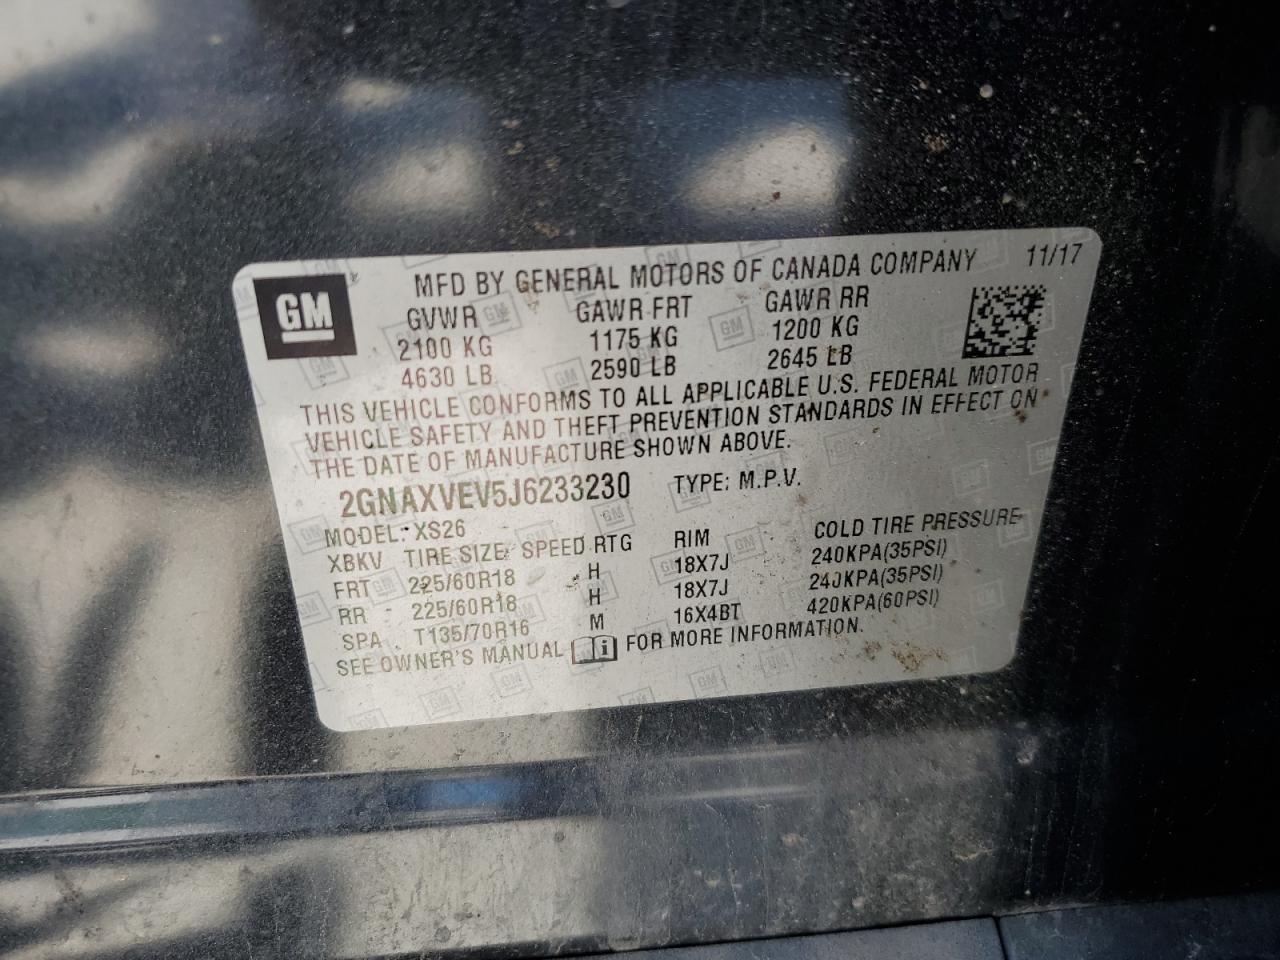 GM
MFD BY GENERAL MOTORS OF CANADA COMPANY 11/17
GVWR GAWR FRT GAWR RR
2100 KG 1175 KG 1200 KG
4630 LB 2590 LB 2645 LB
THIS VEHICLE CONFORMS TO ALL APPLICABLE U.S. FEDERAL MOTOR
VEHICLE SAFETY AND THEFT PREVENTION STANDARDS IN EFFECT ON
THE DATE OF MANUFACTURE SHOWN ABOVE.
2GNAXVEV5J6233230 TYPE: M.P.V.
MODEL: XS26
XBKV TIRE SIZE SPEED RTG RIM COLD TIRE PRESSURE
FRT 225/60R18 H 18X7J 240KPA(35PSI)
RR 225/60R18 H 18X7J 240KPA(35PSI)
SPA T135/70R16 M 16X4BT 420KPA(60PSI)
SEE OWNER'S MANUAL i FOR MORE INFORMATION.